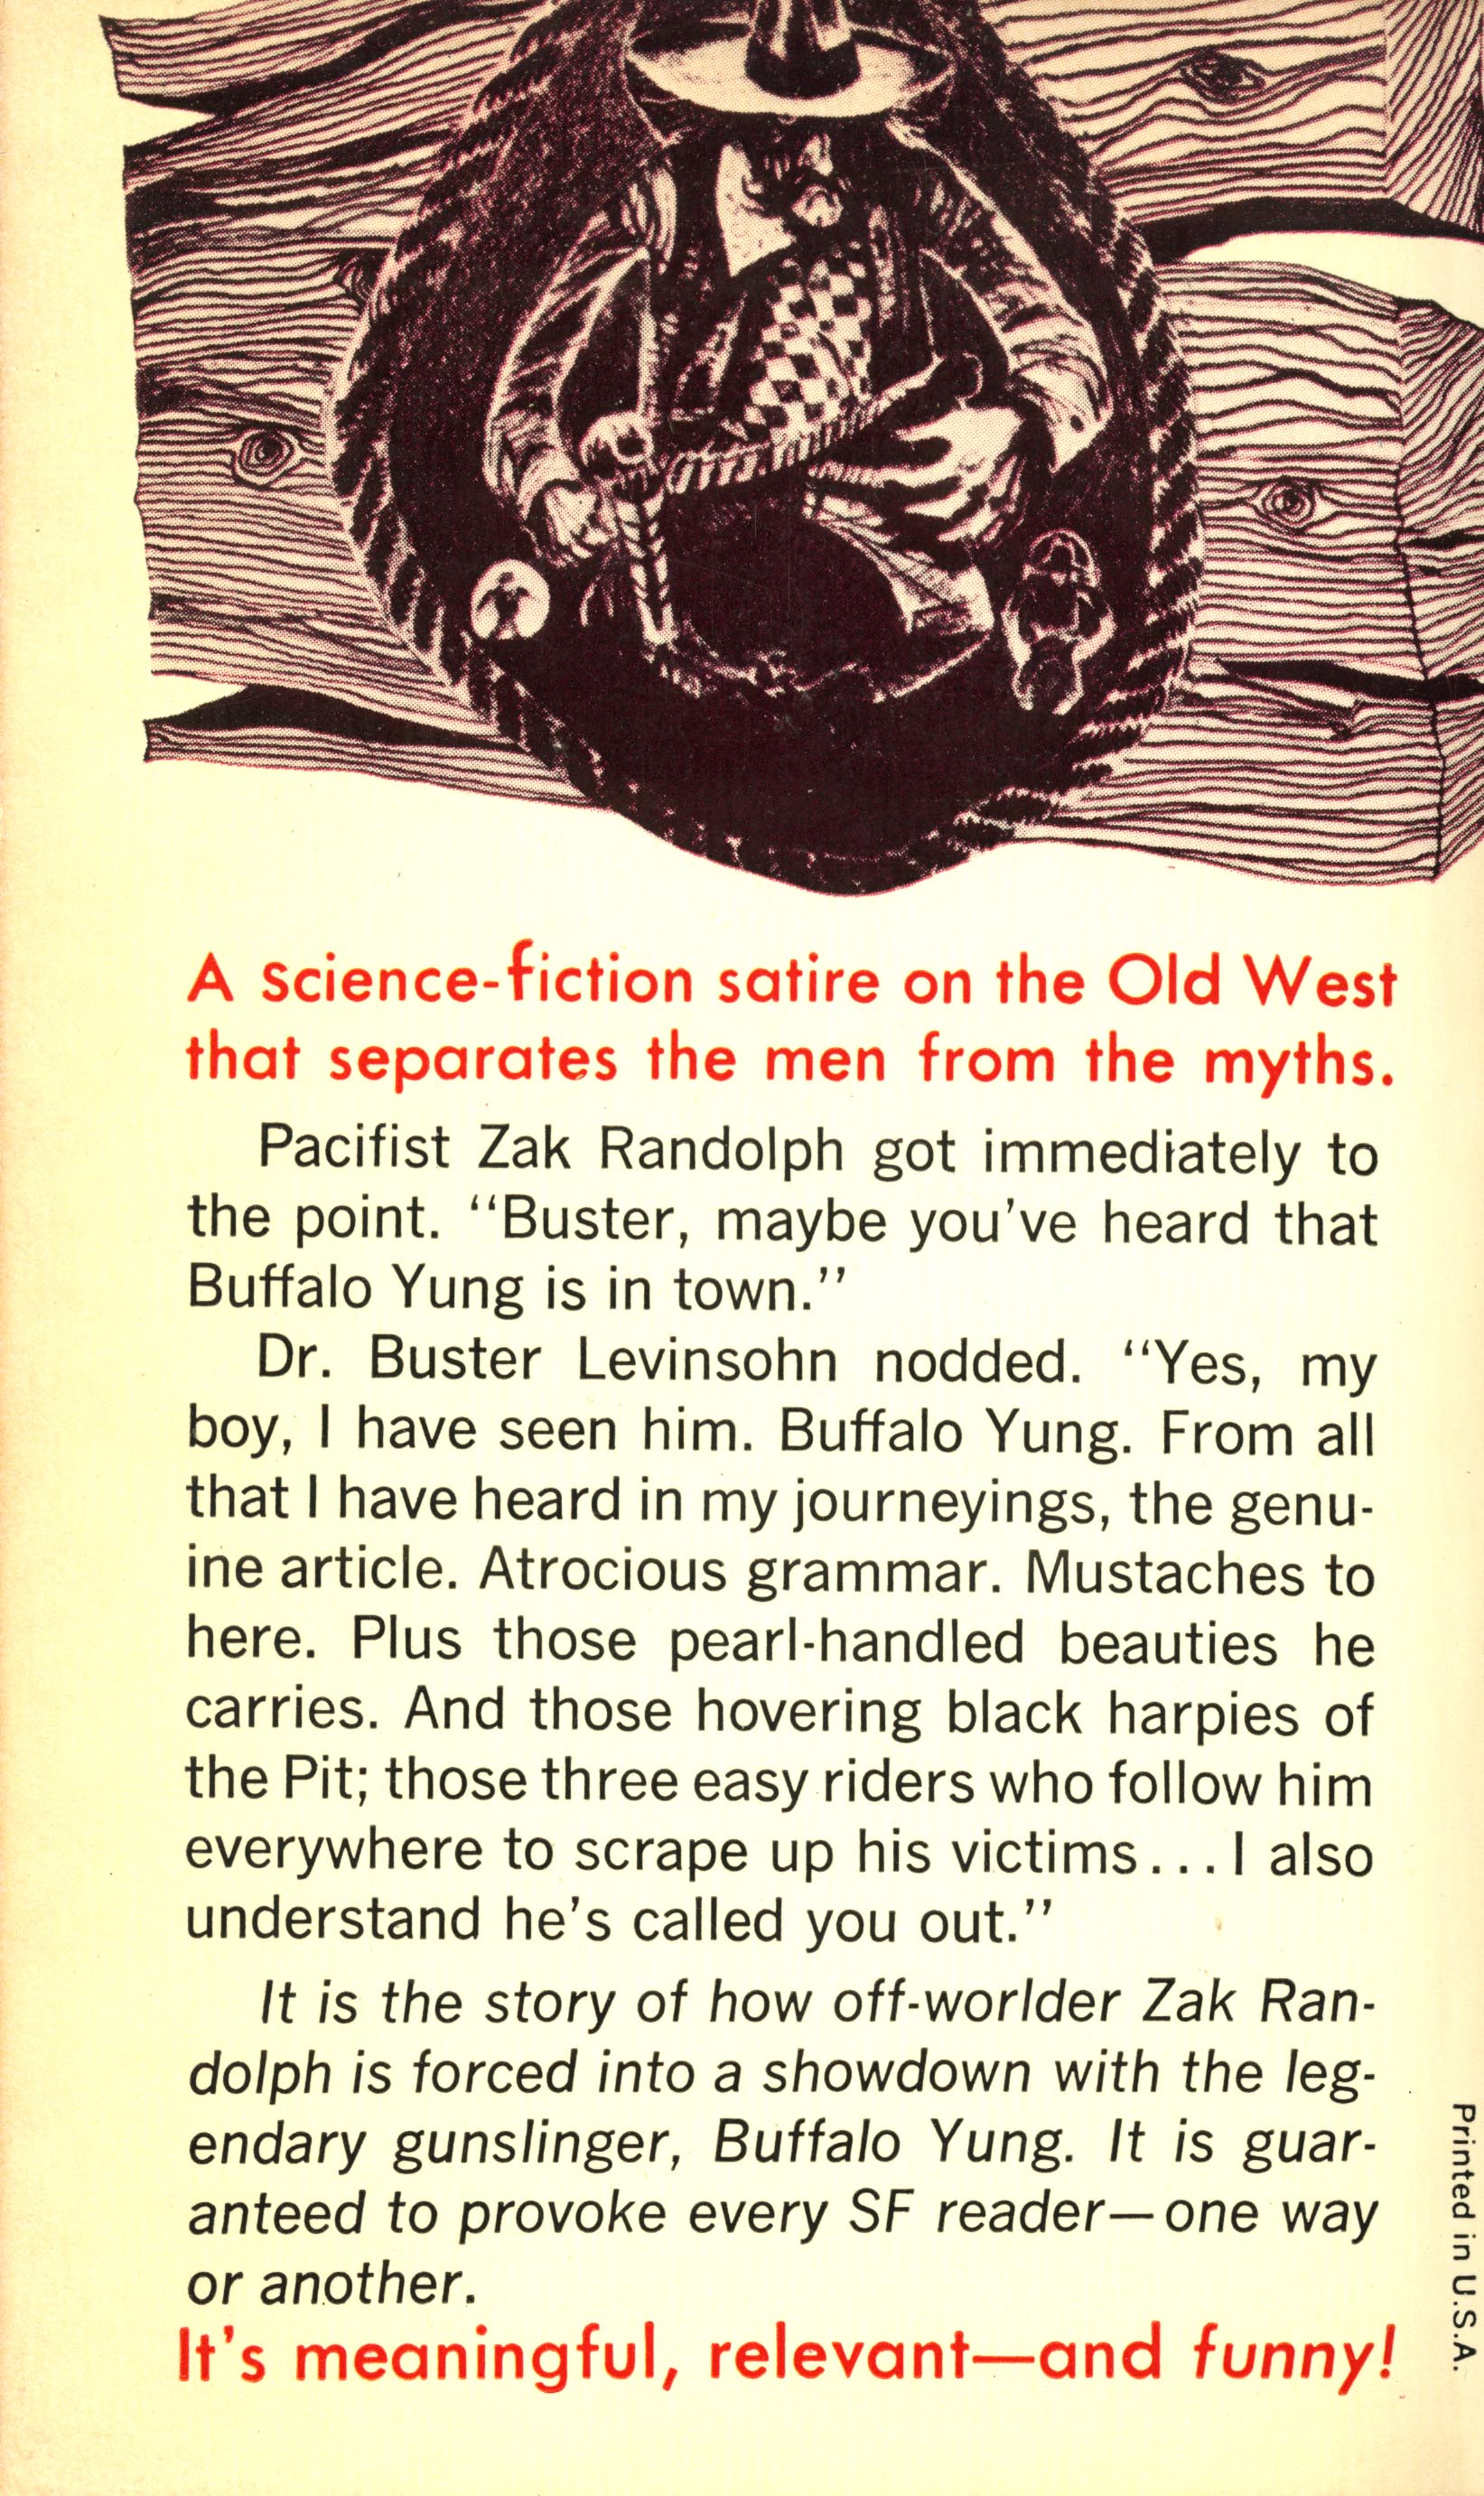 A science-fiction satire on the Old West
that separates the men from the myths.
Pacifist Zak Randolph got immediately to
the point. “Buster, maybe you've heard that
Buffalo Yung is in town.”
Dr. Buster Levinsohn nodded. “Yes, my
boy, I have seen him. Buffalo Yung. From all
that I have heard in my journeyings, the genu-
ine article. Atrocious grammar. Mustaches to
here. Plus those pearl-handled beauties he
carries. And those hovering black harpies of
the Pit; those three easy riders who follow him
everywhere to scrape up his victims...I also
understand he's called you out.”
It is the story of how off-worlder Zak Ran-
dolph is forced into a showdown with the leg-
endary gunslinger, Buffalo Yung. It is guar-
anteed to provoke every SF reader—one way
or another.
It's meaningful, relevant—and funny!
Printed in U.S.A.